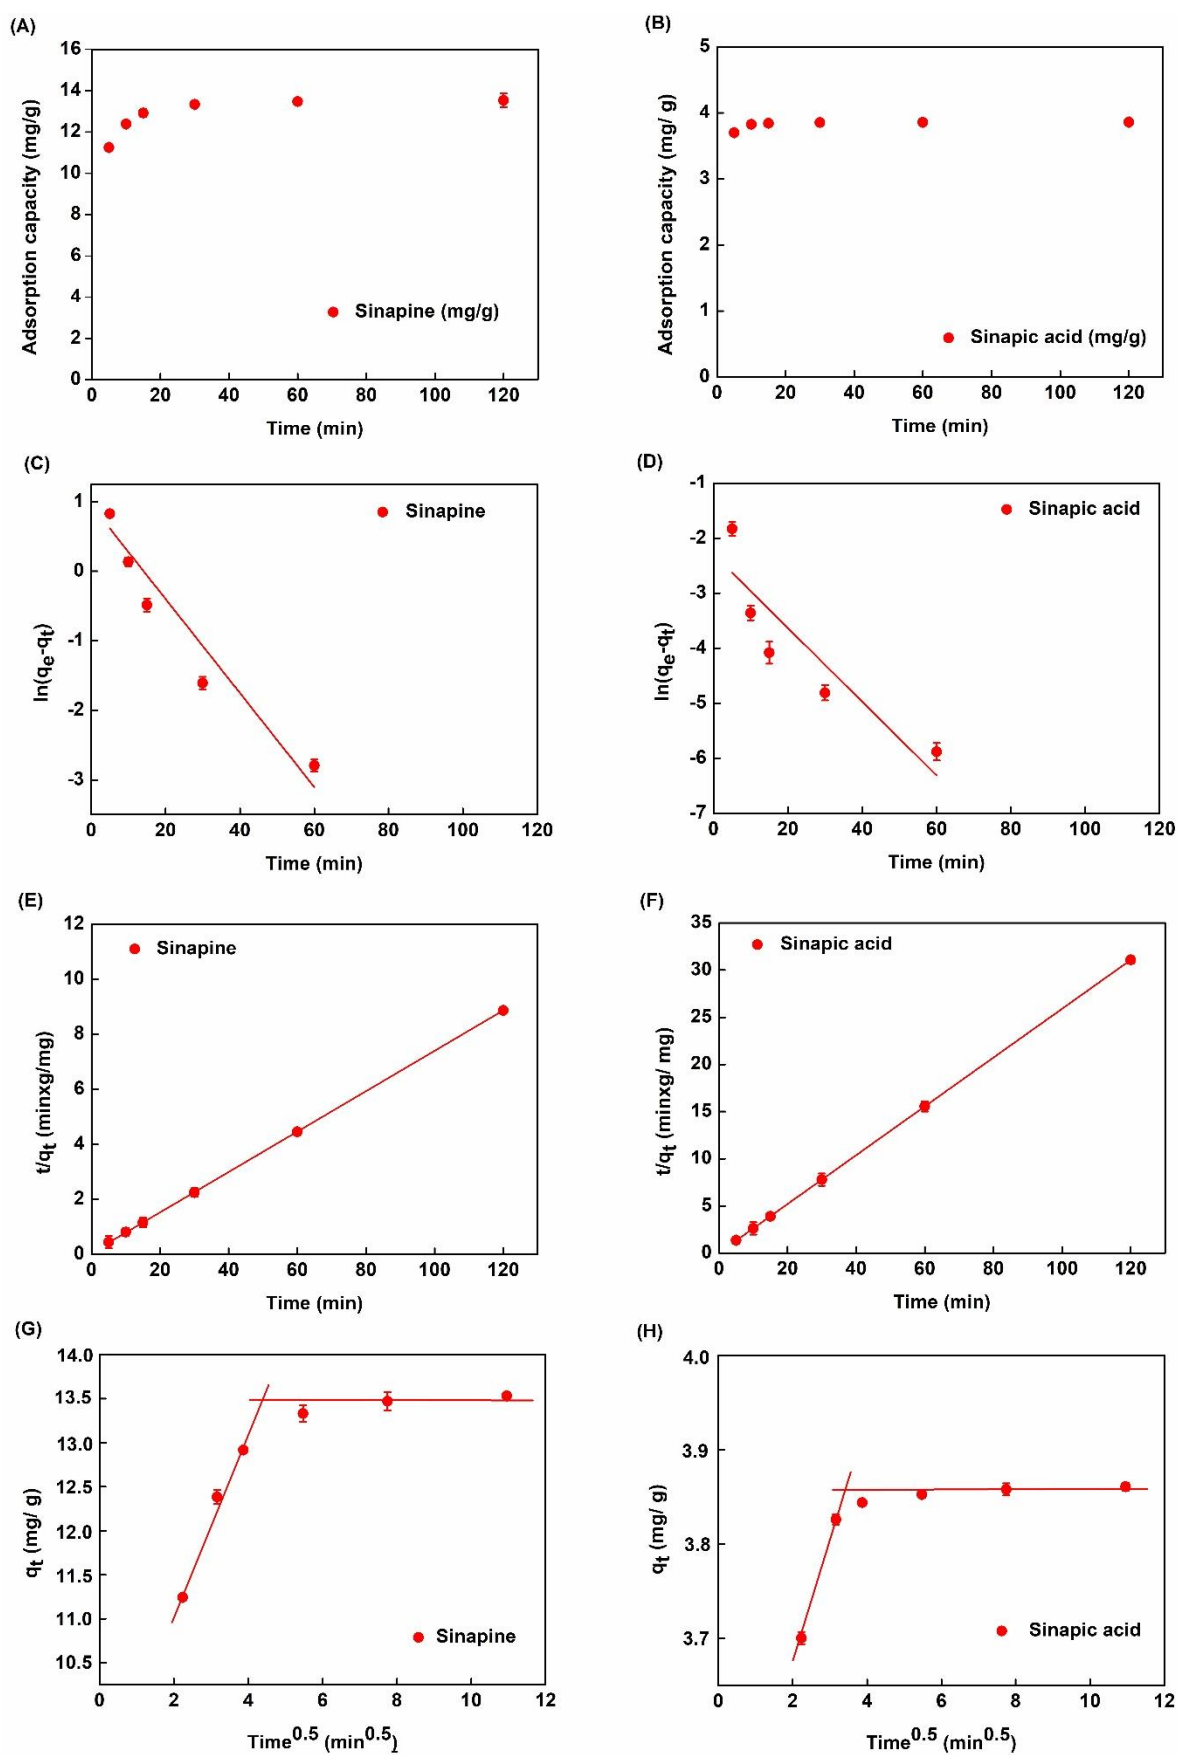 (A)
16
14
12
10
8
6
4
2
0
Adsorption capacity (mg/g)
Sinapine (mg/g)
0 20 40 60 80 100 120
Time (min)
(B)
5
4
3
2
1
0
Adsorption capacity (mg/ g)
Sinapic acid (mg/g)
0 20 40 60 80 100 120
Time (min)
(C)
1
0
-1
-2
-3
ln(qe-qt)
Sinapine
0 20 40 60 80 100 120
Time (min)
(D)
-1
-2
-3
-4
-5
-6
-7
ln(qe-qt)
Sinapic acid
0 20 40 60 80 100 120
Time (min)
(E)
12
10
8
6
4
2
0
t/qt (minxg/mg)
Sinapine
0 20 40 60 80 100 120
Time (min)
(F)
35
30
25
20
15
10
5
0
t/qt (minxg/ mg)
Sinapic acid
0 20 40 60 80 100 120
Time (min)
(G)
14.0
13.5
13.0
12.5
12.0
11.5
11.0
10.5
qt (mg/ g)
Sinapine
0 2 4 6 8 10 12
Time^0.5 (min^0.5)
(H)
4.0
3.9
3.8
3.7
qt (mg/ g)
Sinapic acid
0 2 4 6 8 10 12
Time^0.5 (min^0.5)